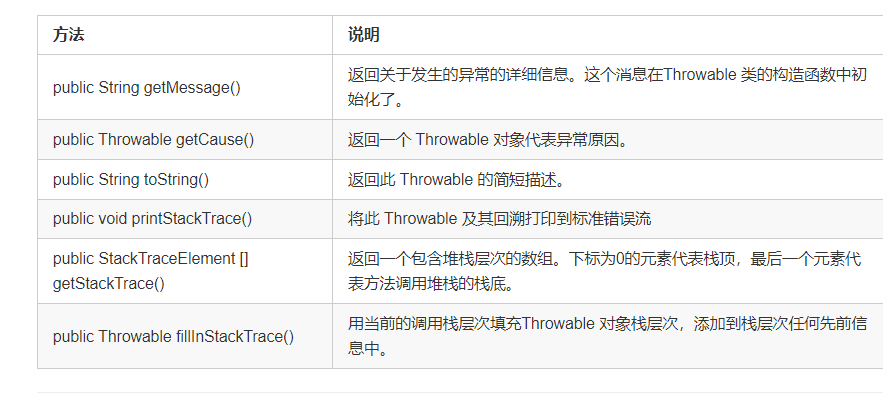 方法 说明
public String getMessage() 返回关于发生的异常的详细信息。这个消息在Throwable 类的构造函数中初
始化了。
public Throwable getCause() 返回一个 Throwable 对象代表异常原因。
public String toString() 返回此 Throwable 的简短描述。
public void printStackTrace() 将此 Throwable 及其回溯打印到标准错误流
public StackTraceElement [] 返回一个包含堆栈层次的数组。下标为0的元素代表栈顶，最后一个元素代
getStackTrace() 表方法调用堆栈的栈底。
public Throwable fillInStackTrace() 用当前的调用栈层次填充Throwable 对象栈层次，添加到栈层次任何先前信
息中。